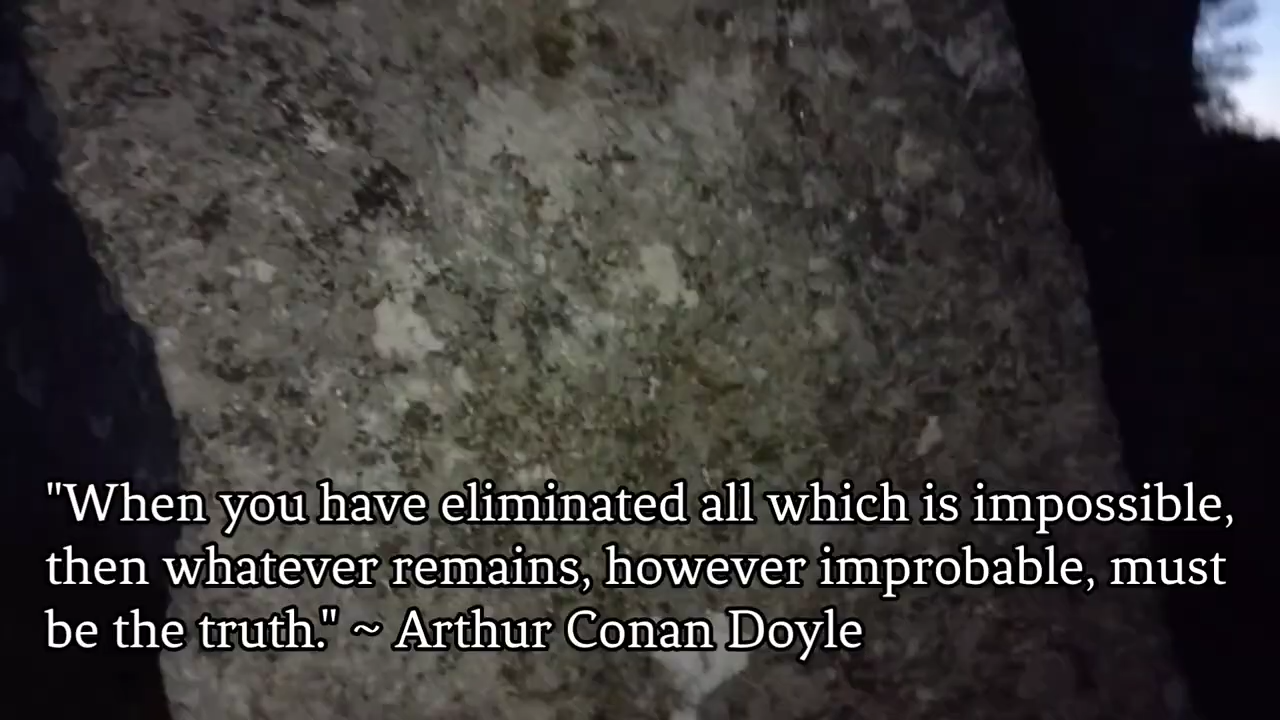 "When you have eliminated all which is impossible,
then whatever remains, however improbable, must
be the truth." ~ Arthur Conan Doyle